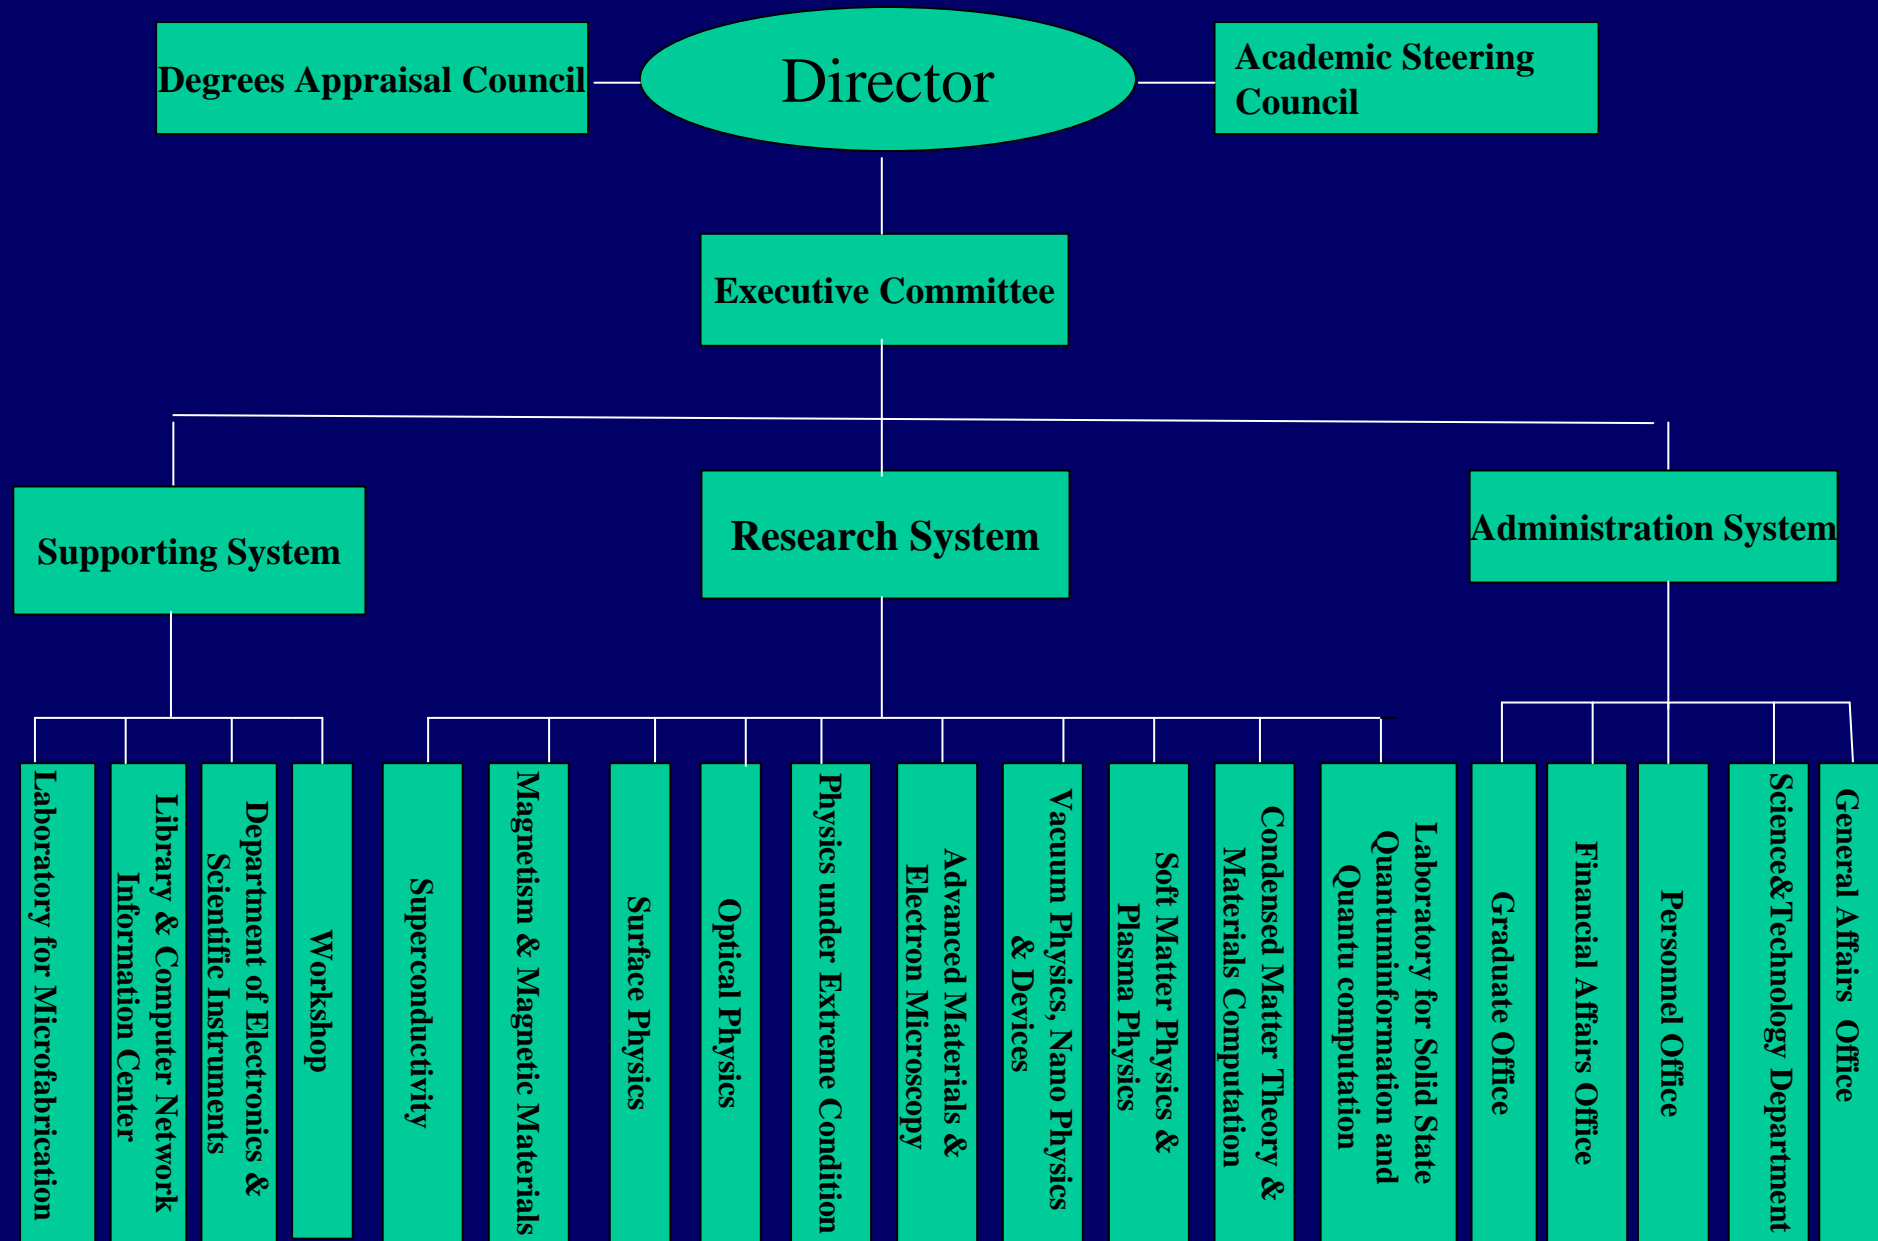 Degrees Appraisal Council
Director
Academic Steering
Council
Executive Committee
Supporting System
Research System
Administration System
Laboratory for Microfabrication
Library & Computer Network
Information Center
Department of Electronics &
Scientific Instruments
Workshop
Superconductivity
Magnetism & Magnetic Materials
Surface Physics
Optical Physics
Physics under Extreme Condition
Advanced Materials &
Electron Microscopy
Vacuum Physics, Nano Physics
& Devices
Soft Matter Physics &
Plasma Physics
Condensed Matter Theory &
Materials Computation
Laboratory for Solid State
Quantuminformation and
Quantu computation
Graduate Office
Financial Affairs Office
Personnel Office
Science&Technology Department
General Affairs Office